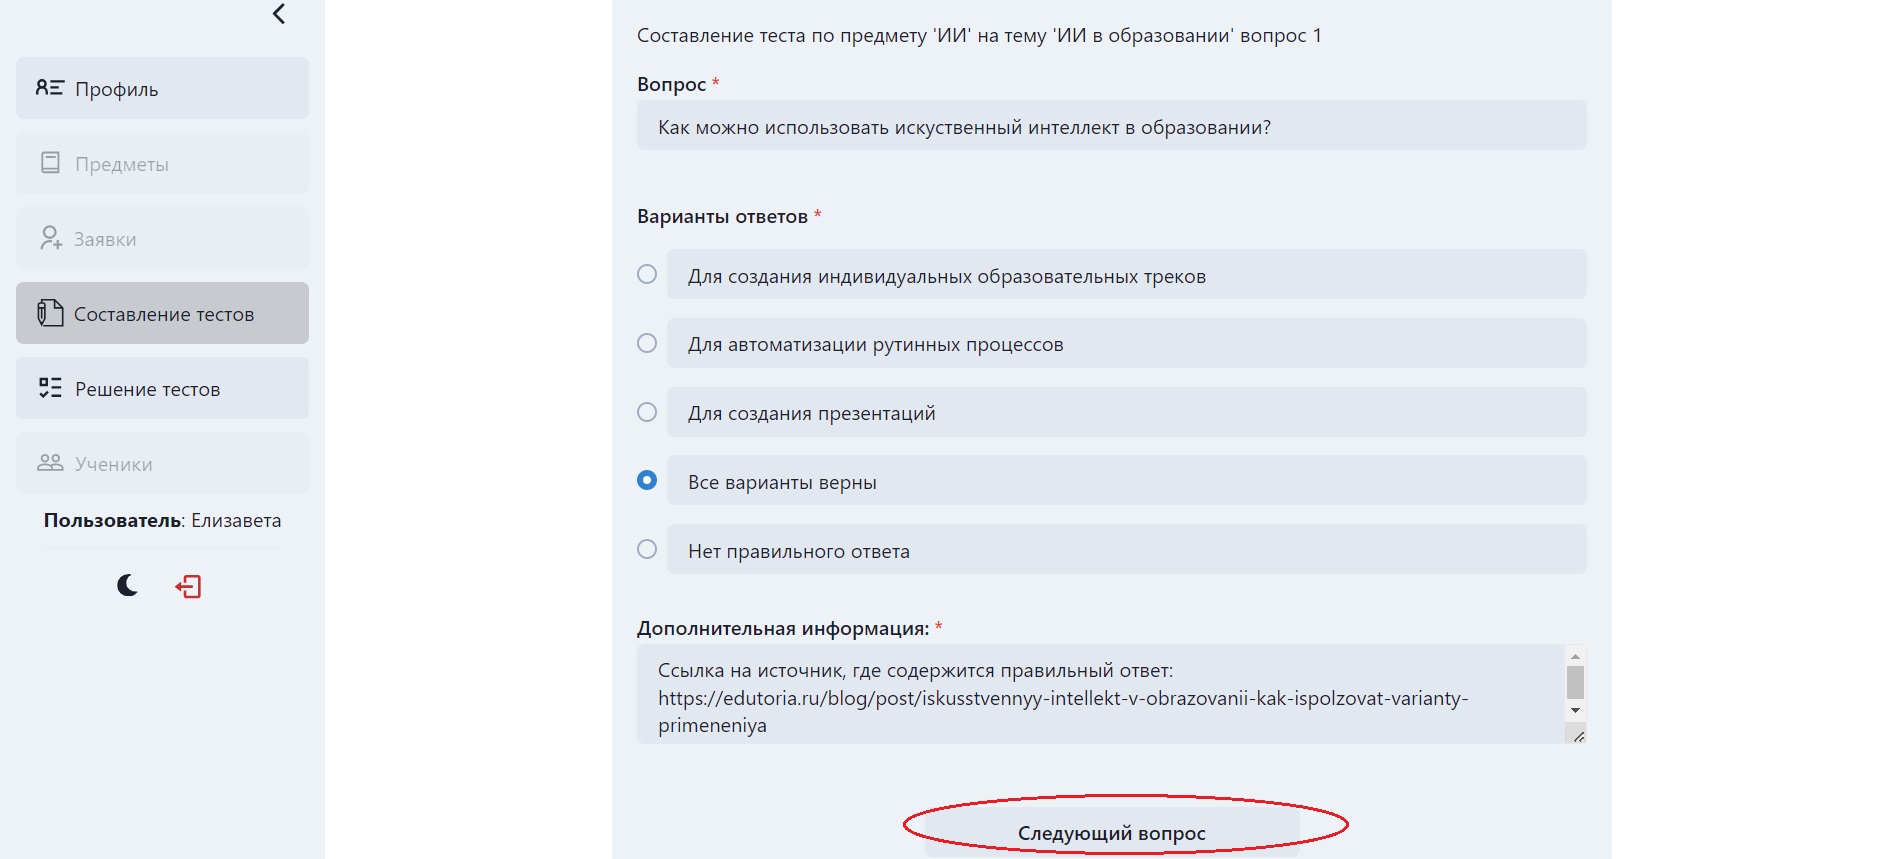 Профиль
Предметы
Заявки
Составление тестов
Решение тестов
Ученики
Пользователь: Елизавета
Составление теста по предмету 'ИИ' на тему 'ИИ в образовании' вопрос 1
Вопрос *
Как можно использовать искуственный интеллект в образовании?
Варианты ответов *
Для создания индивидуальных образовательных треков
Для автоматизации рутинных процессов
Для создания презентаций
Все варианты верны
Нет правильного ответа
Дополнительная информация: *
Ссылка на источник, где содержится правильный ответ:
https://edutoria.ru/blog/post/iskusstvennyy-intellekt-v-obrazovanii-kak-ispolzovat-varianty-
primeneniya
Следующий вопрос